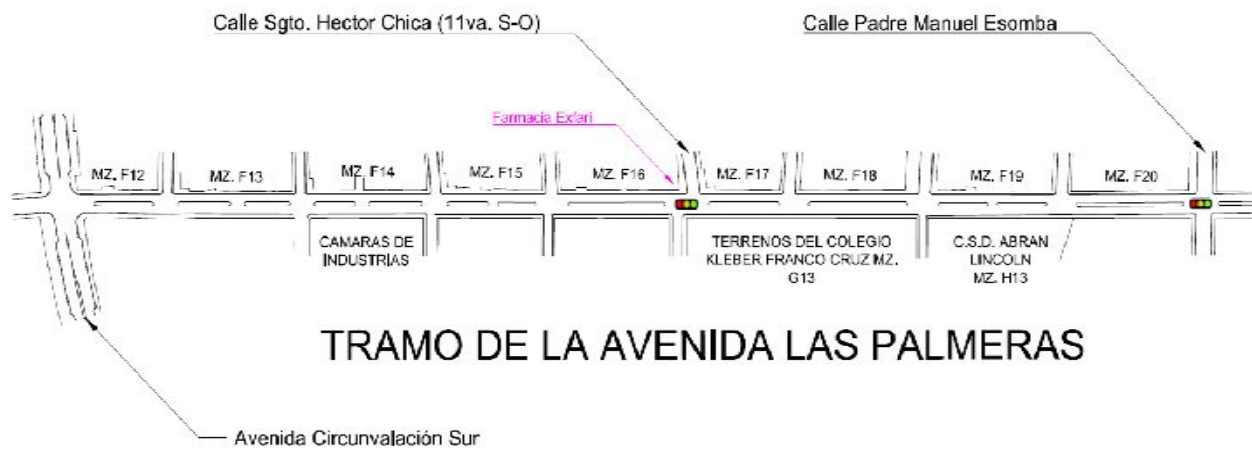 Calle Sgto. Hector Chica (11va. S-O)
Calle Padre Manuel Esomba
Farmacia Exfari
MZ. F12
MZ. F13
MZ. F14
MZ. F15
MZ. F16
MZ. F17
MZ. F18
MZ. F19
MZ. F20
CAMARAS DE
INDUSTRIAS
TERRENOS DEL COLEGIO
KLEBER FRANCO CRUZ MZ.
G13
C.S.D. ABRAN
LINCOLN
MZ. H13
TRAMO DE LA AVENIDA LAS PALMERAS
Avenida Circunvalación Sur